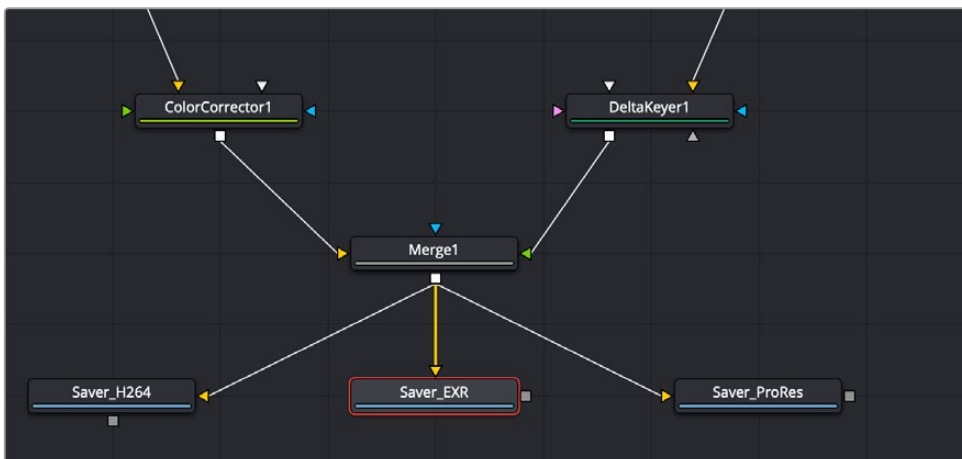 ColorCorrector1
DeltaKeyer1
Merge1
Saver_H264
Saver_EXR
Saver_ProRes